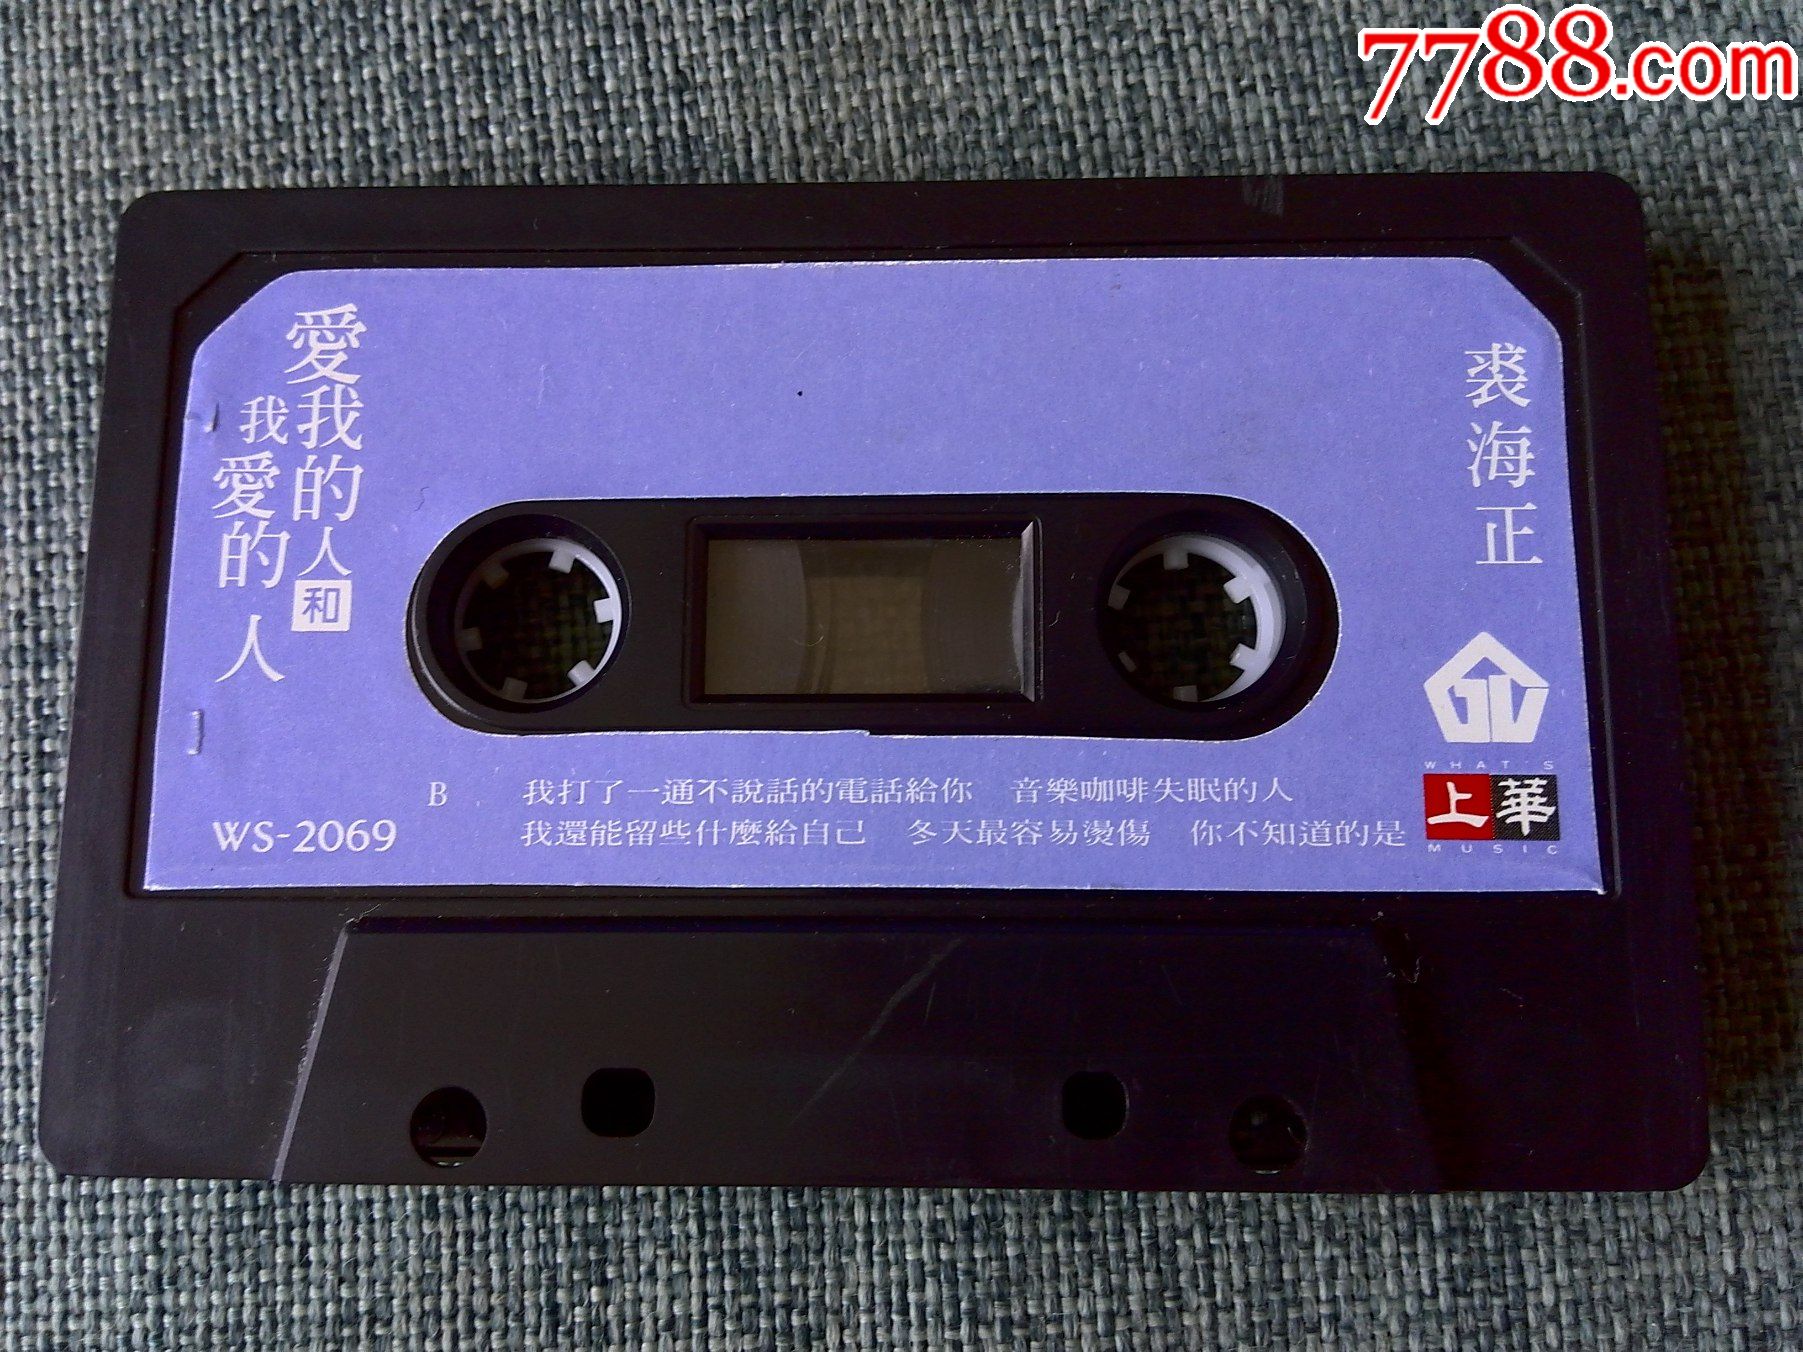 7788.com
愛我的人和
我愛的人
裘海正
WHAT'S
上華
MUSIC
B 我打了一通不說話的電話給你 音樂咖啡失眠的人
WS-2069 我還能留些什麼給自己 冬天最容易燙傷 你不知道的是